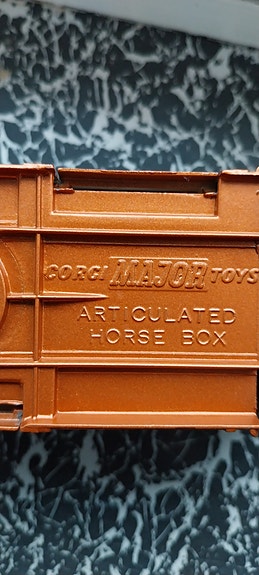 CORGI MAJOR TOYS
ARTICULATED
HORSE BOX